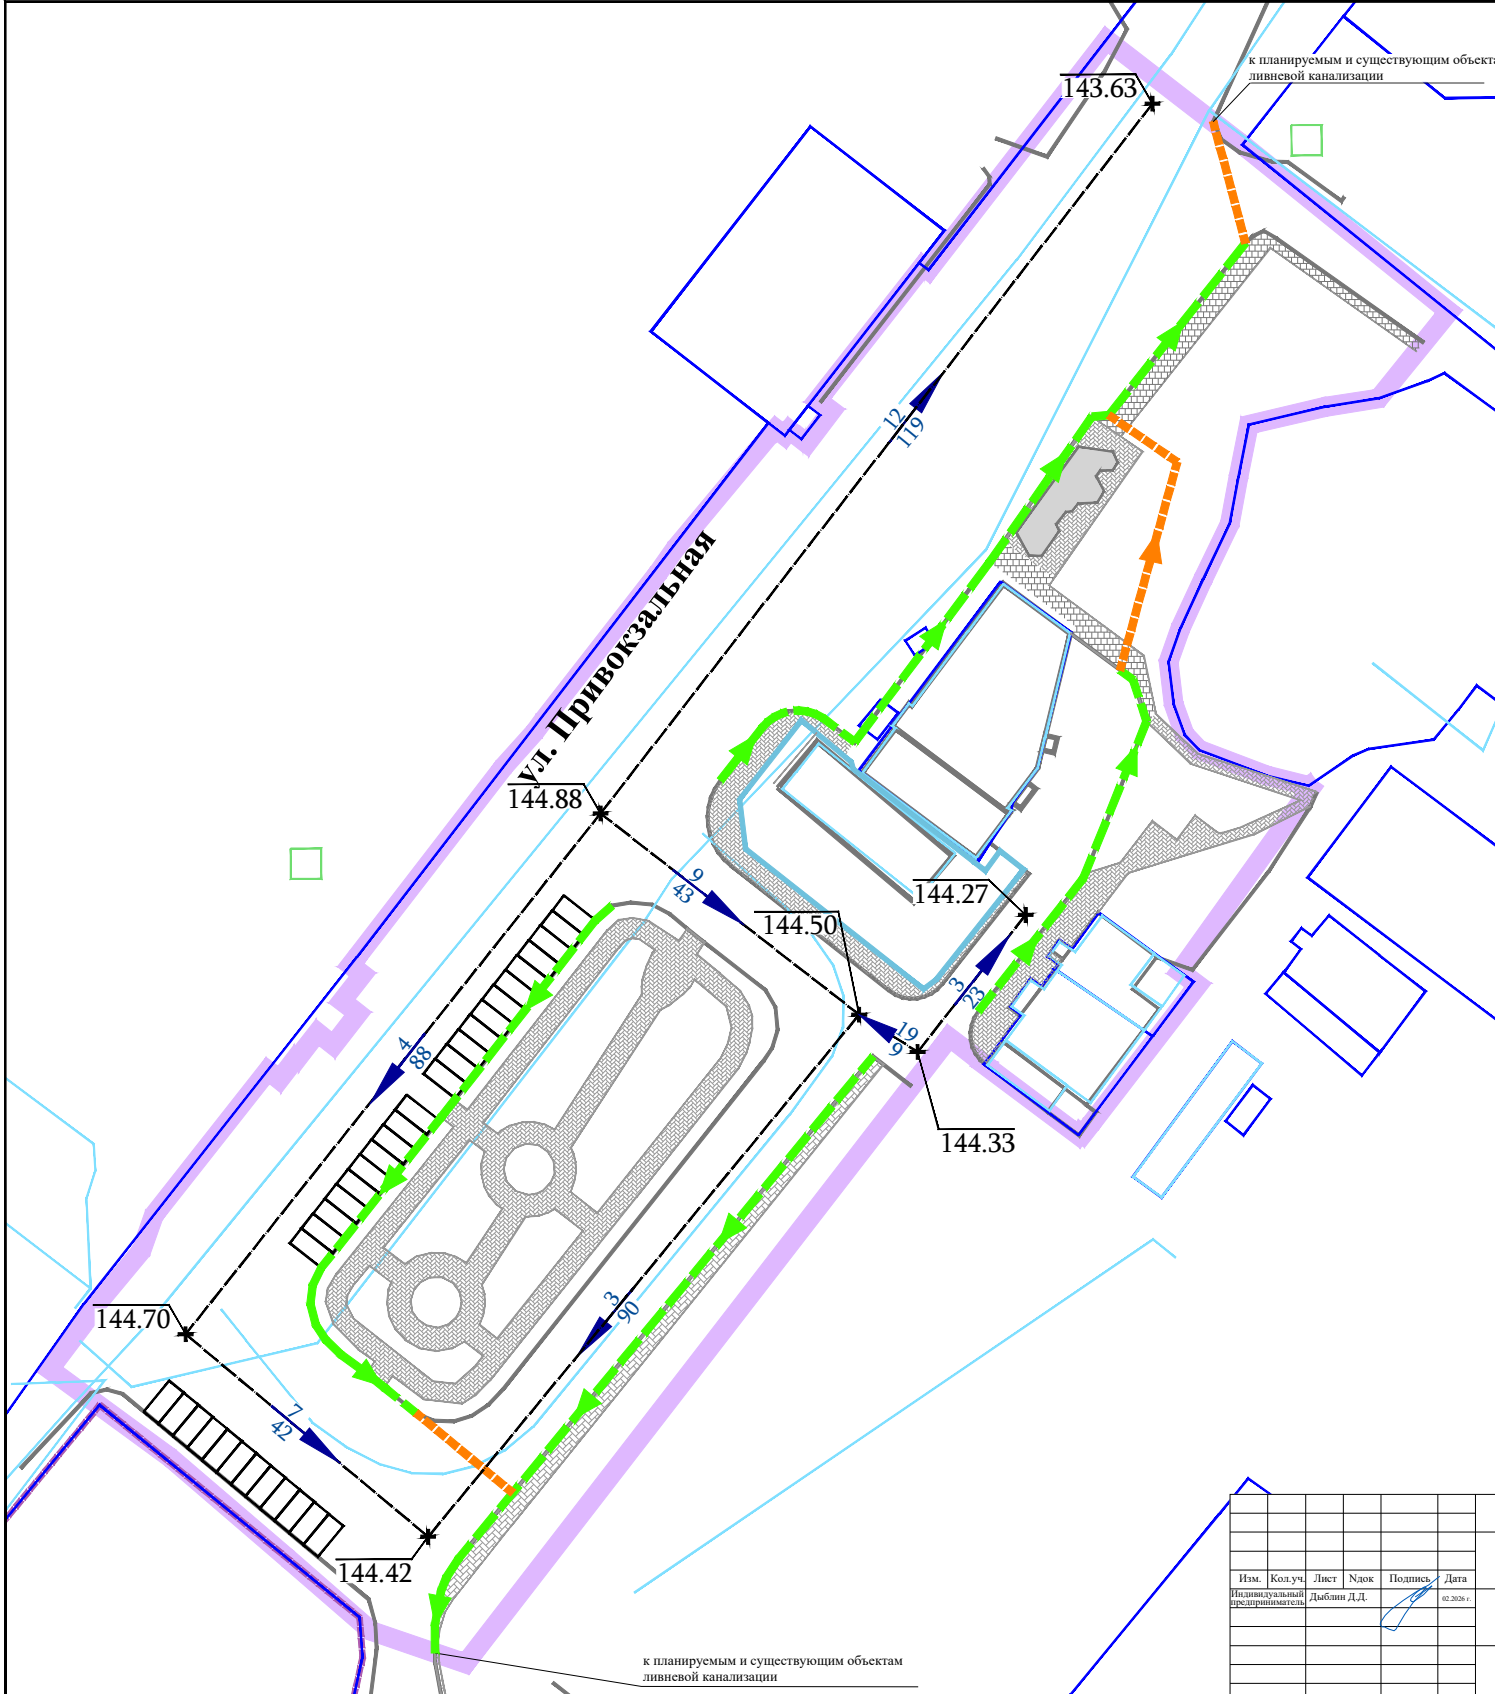 к планируемым и существующим объекта
ливневой канализации
143.63
12
119
ул. Привокзальная
144.88
9
43
144.27
144.50
3
23
19
9
4
88
144.33
3
90
144.70
7
42
144.42
Изм. Кол.уч. Лист Nдок Подпись Дата
Индивидуальный
предприниматель
Дыблин Д.Д.
02.2026 г.
к планируемым и существующим объектам
ливневой канализации